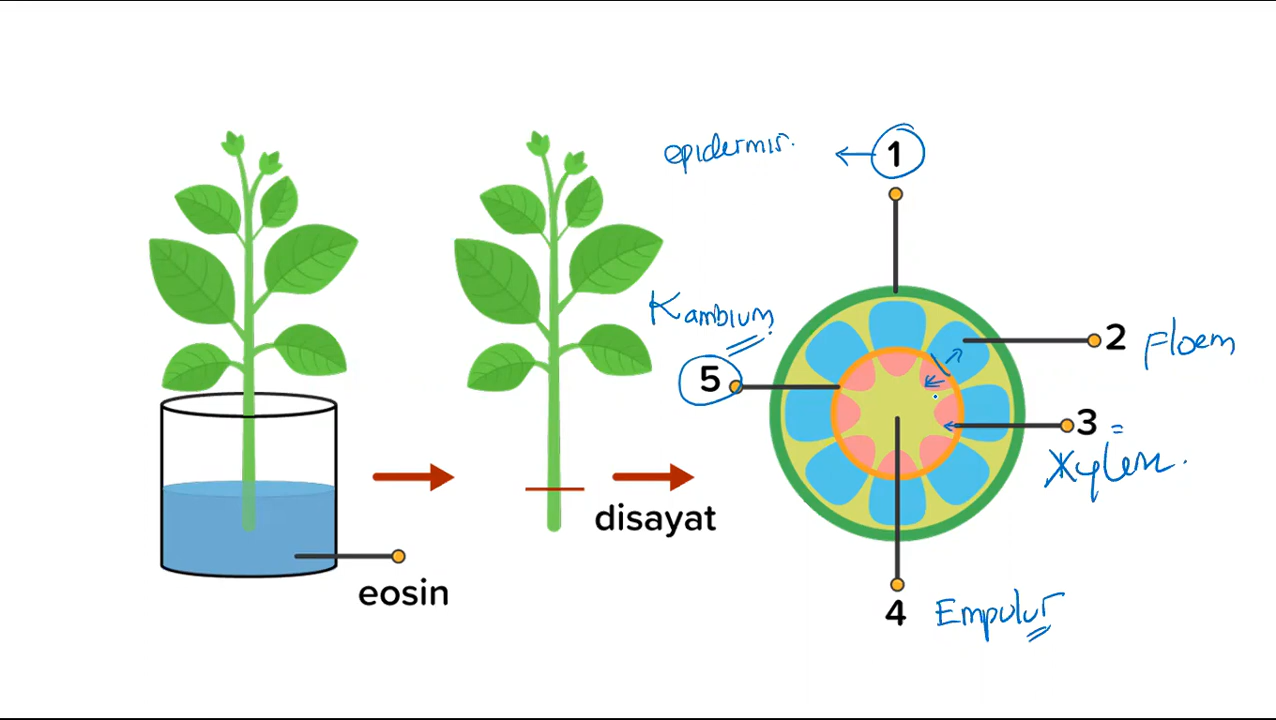 epidermis.
1
Kambium
5
2 Floem
3 =
Xylem.
disayat
eosin
4 Empulur